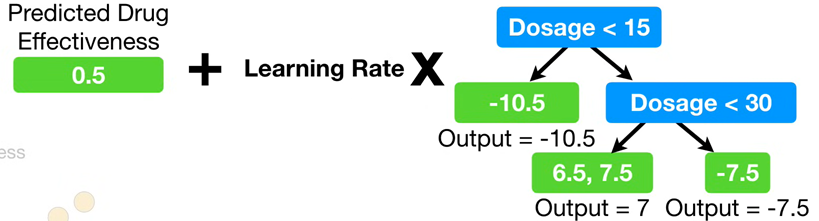 Predicted Drug
Effectiveness
0.5
+
Learning Rate X
Dosage < 15
-10.5
Output = -10.5
Dosage < 30
6.5, 7.5
Output = 7
-7.5
Output = -7.5
ess